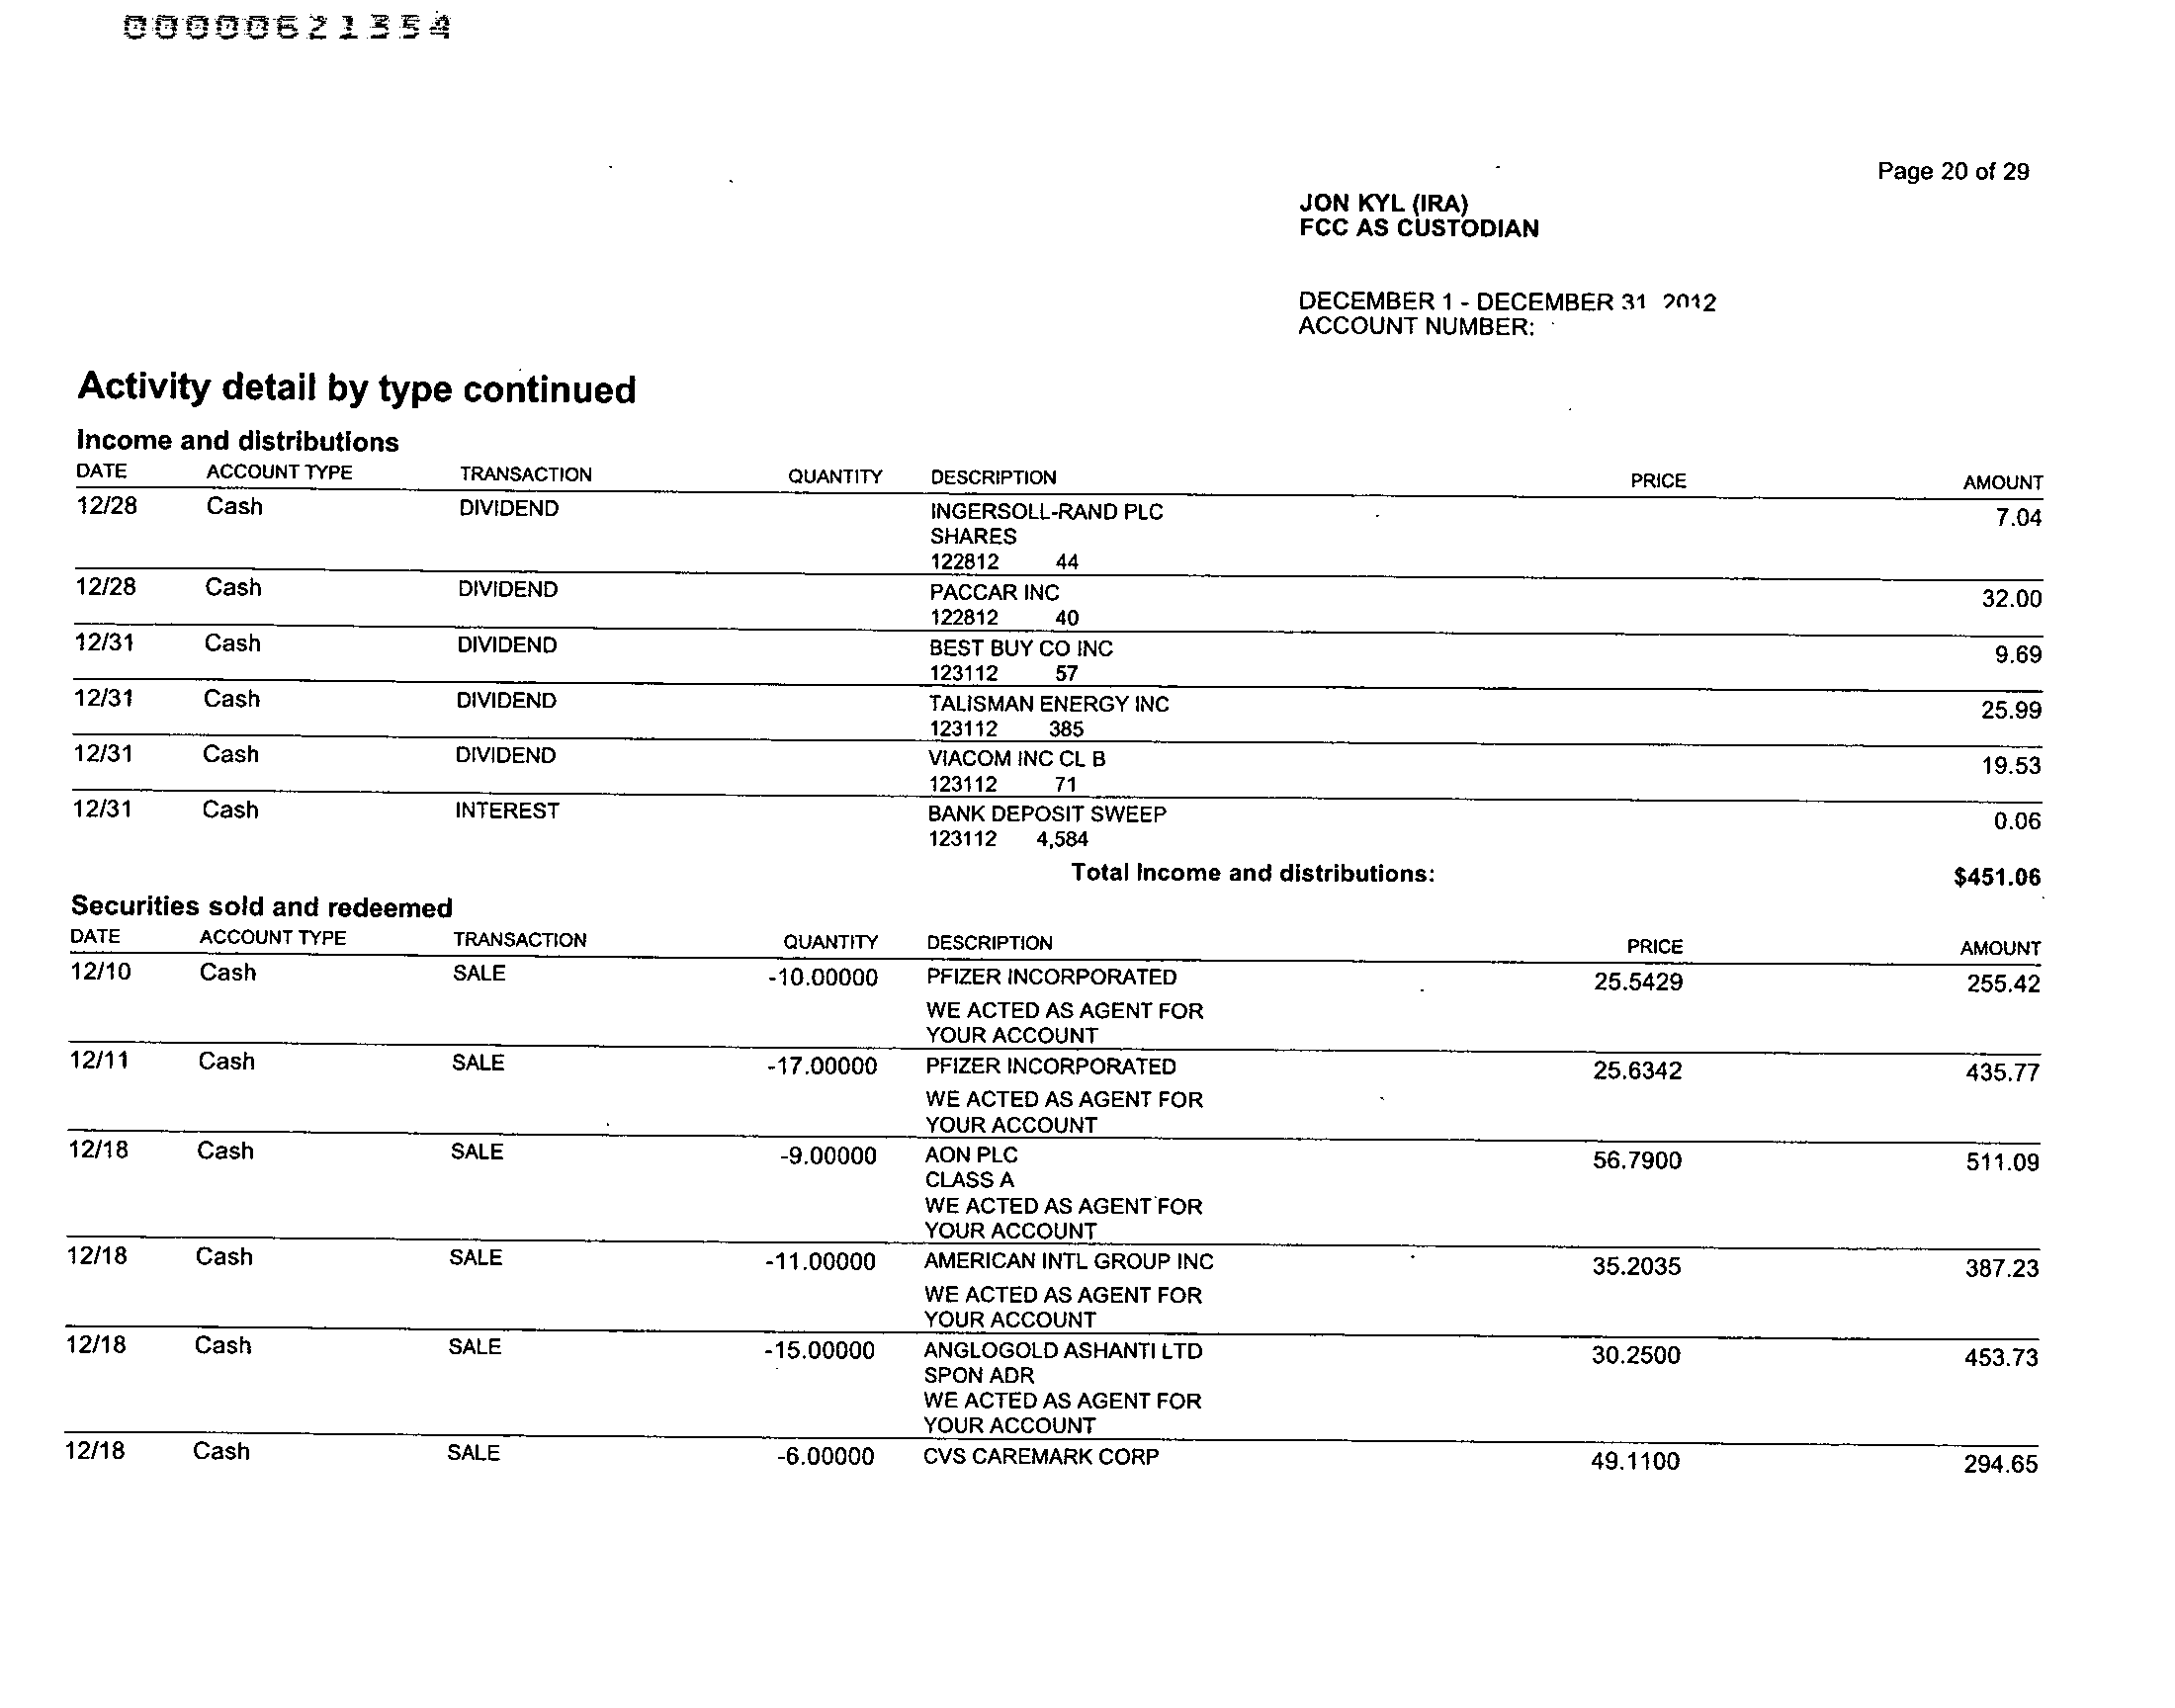 00000621354
Page 20 of 29
JON KYL (IRA)
FCC AS CUSTODIAN
DECEMBER 1 - DECEMBER 31 2012
ACCOUNT NUMBER:
Activity detail by type continued
Income and distributions
DATE ACCOUNT TYPE TRANSACTION QUANTITY DESCRIPTION PRICE AMOUNT
12/28 Cash DIVIDEND INGERSOLL-RAND PLC 7.04
SHARES
122812 44
12/28 Cash DIVIDEND PACCAR INC 32.00
122812 40
12/31 Cash DIVIDEND BEST BUY CO INC 9.69
123112 57
12/31 Cash DIVIDEND TALISMAN ENERGY INC 25.99
123112 385
12/31 Cash DIVIDEND VIACOM INC CL B 19.53
123112 71
12/31 Cash INTEREST BANK DEPOSIT SWEEP 0.06
123112 4,584
Total Income and distributions: $451.06
Securities sold and redeemed
DATE ACCOUNT TYPE TRANSACTION QUANTITY DESCRIPTION PRICE AMOUNT
12/10 Cash SALE -10.00000 PFIZER INCORPORATED 25.5429 255.42
WE ACTED AS AGENT FOR
YOUR ACCOUNT
12/11 Cash SALE -17.00000 PFIZER INCORPORATED 25.6342 435.77
WE ACTED AS AGENT FOR
YOUR ACCOUNT
12/18 Cash SALE -9.00000 AON PLC 56.7900 511.09
CLASS A
WE ACTED AS AGENT FOR
YOUR ACCOUNT
12/18 Cash SALE -11.00000 AMERICAN INTL GROUP INC 35.2035 387.23
WE ACTED AS AGENT FOR
YOUR ACCOUNT
12/18 Cash SALE -15.00000 ANGLOGOLD ASHANTI LTD 30.2500 453.73
SPON ADR
WE ACTED AS AGENT FOR
YOUR ACCOUNT
12/18 Cash SALE -6.00000 CVS CAREMARK CORP 49.1100 294.65